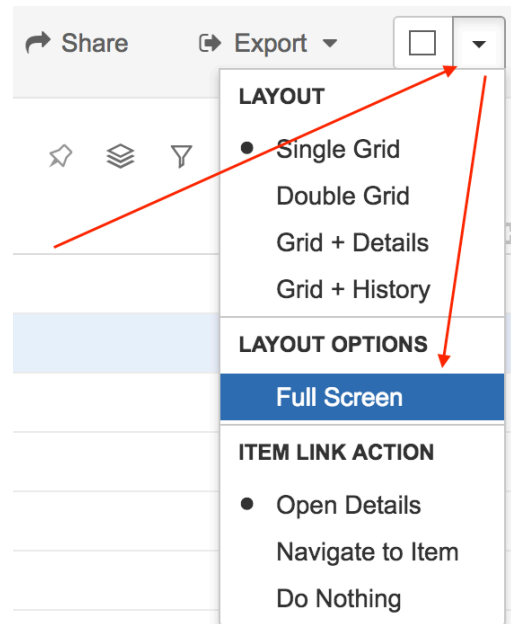 Share Export
LAYOUT
Single Grid
Double Grid
Grid + Details
Grid + History
LAYOUT OPTIONS
Full Screen
ITEM LINK ACTION
Open Details
Navigate to Item
Do Nothing